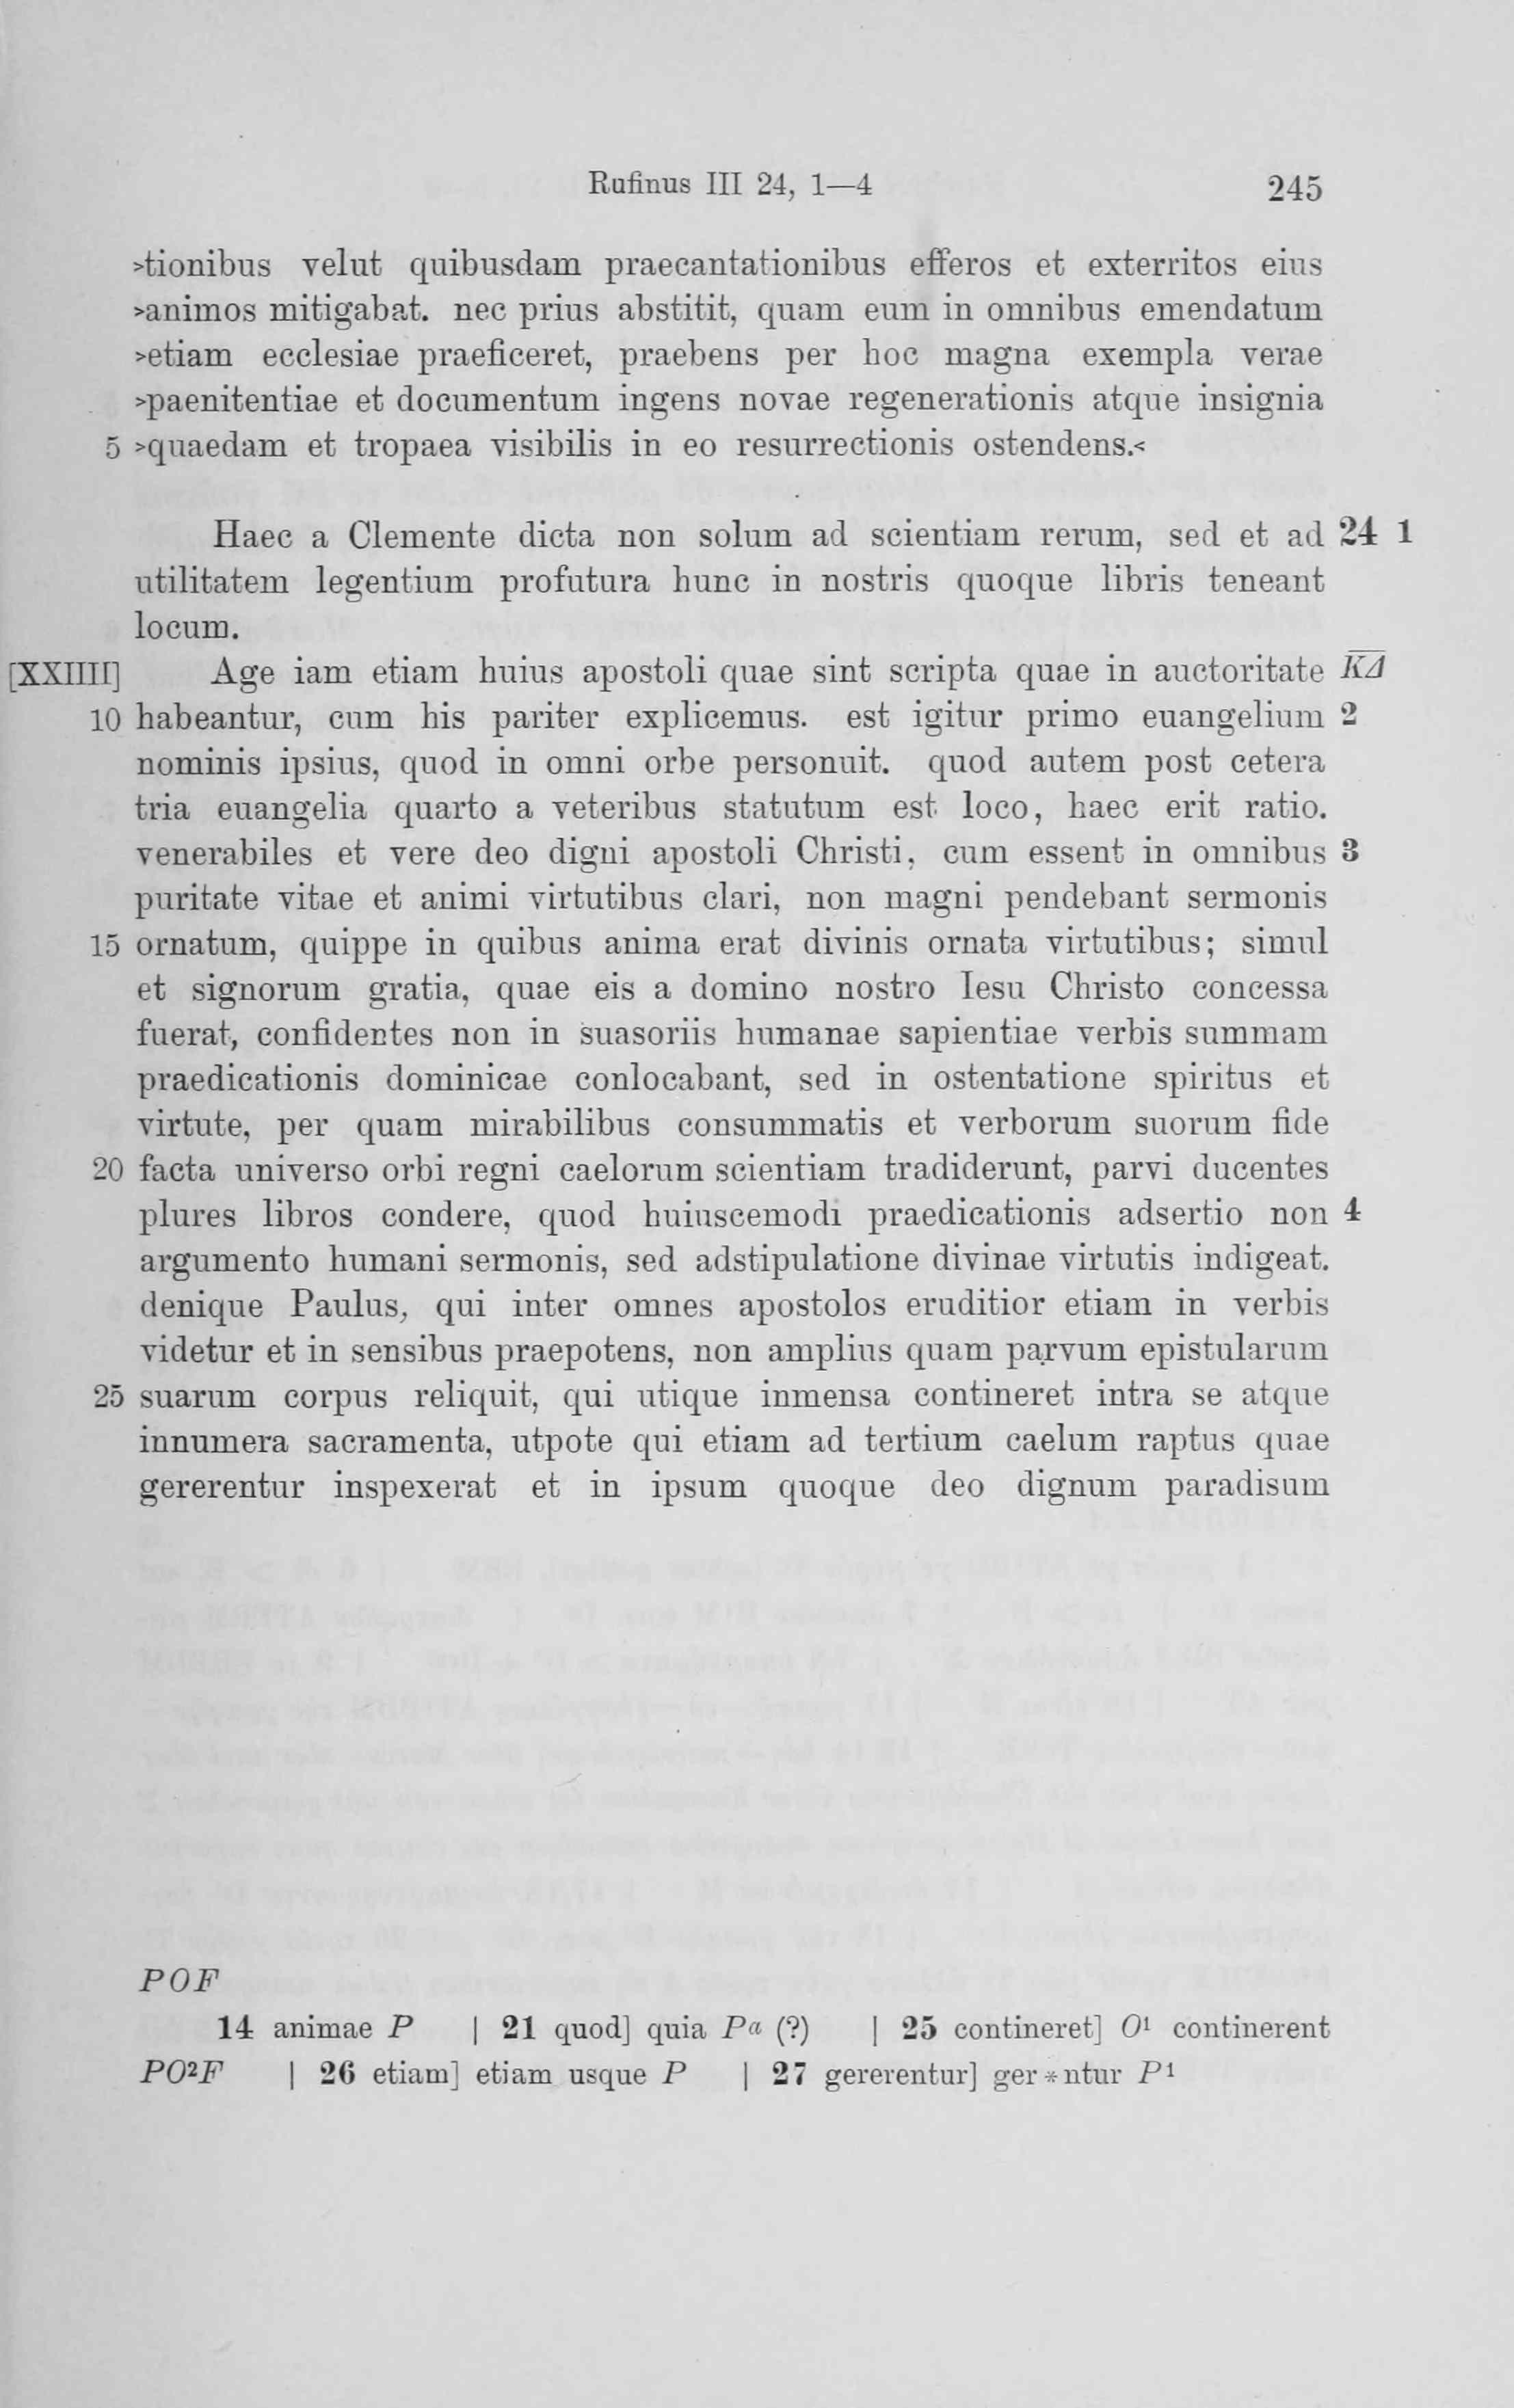 Rufinus III 24, 1—4 245
>tionibus velut quibusdam praecantationibus efferos et exterritos eius
>animos mitigabat. nec prius abstitit, quam eum in omnibus emendatum
>etiam ecclesiae praeficeret, praebens per hoc magna exempla verae
>paenitentiae et documentum ingens novae regenerationis atque insignia
5 >quaedam et tropaea visibilis in eo resurrectionis ostendens.<
Haec a Clemente dicta non solum ad scientiam rerum, sed et ad 24 1
utilitatem legentium profutura hunc in nostris quoque libris teneant
locum.
[XXIIII] Age iam etiam huius apostoli quae sint scripta quae in auctoritate K̅Δ̅
10 habeantur, cum his pariter explicemus. est igitur primo euangelium 2
nominis ipsius, quod in omni orbe personuit. quod autem post cetera
tria euangelia quarto a veteribus statutum est loco, haec erit ratio.
venerabiles et vere deo digni apostoli Christi, cum essent in omnibus 3
puritate vitae et animi virtutibus clari, non magni pendebant sermonis
15 ornatum, quippe in quibus anima erat divinis ornata virtutibus; simul
et signorum gratia, quae eis a domino nostro Iesu Christo concessa
fuerat, confidentes non in suasoriis humanae sapientiae verbis summam
praedicationis dominicae conlocabant, sed in ostentatione spiritus et
virtute, per quam mirabilibus consummatis et verborum suorum fide
20 facta universo orbi regni caelorum scientiam tradiderunt, parvi ducentes
plures libros condere, quod huiuscemodi praedicationis adsertio non 4
argumento humani sermonis, sed adstipulatione divinae virtutis indigeat.
denique Paulus, qui inter omnes apostolos eruditior etiam in verbis
videtur et in sensibus praepotens, non amplius quam parvum epistularum
25 suarum corpus reliquit, qui utique inmensa contineret intra se atque
innumera sacramenta, utpote qui etiam ad tertium caelum raptus quae
gererentur inspexerat et in ipsum quoque deo dignum paradisum
POF
14 animae P | 21 quod] quia Pa (?) | 25 contineret] O¹ continerent
PO²F | 26 etiam] etiam usque P | 27 gererentur] ger*ntur P¹